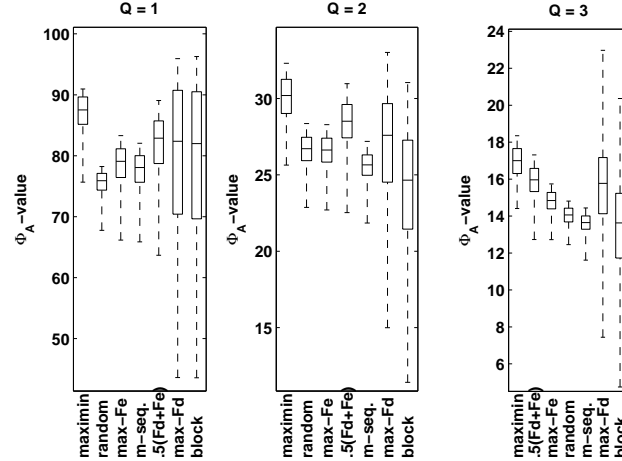 Q = 1
Q = 2
Q = 3
Φ_A−value
100
90
80
70
60
50
maximin
random
max−Fe
m−seq.
.5(Fd+Fe)
max−Fd
block
Φ_A−value
30
25
20
15
maximin
random
max−Fe
.5(Fd+Fe)
m−seq.
max−Fd
block
Φ_A−value
24
22
20
18
16
14
12
10
8
6
maximin
.5(Fd+Fe)
max−Fe
random
m−seq.
max−Fd
block